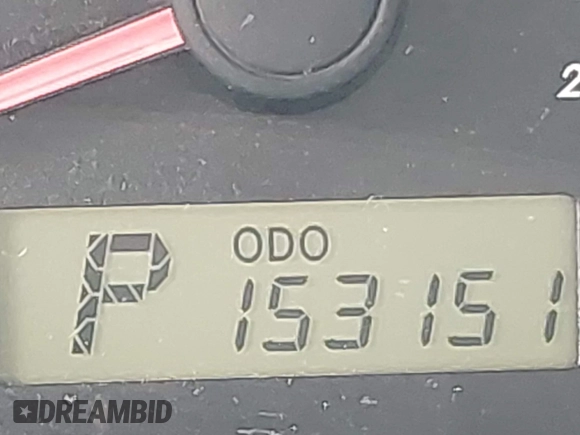 2
ODO
P 153151
DREAMBID